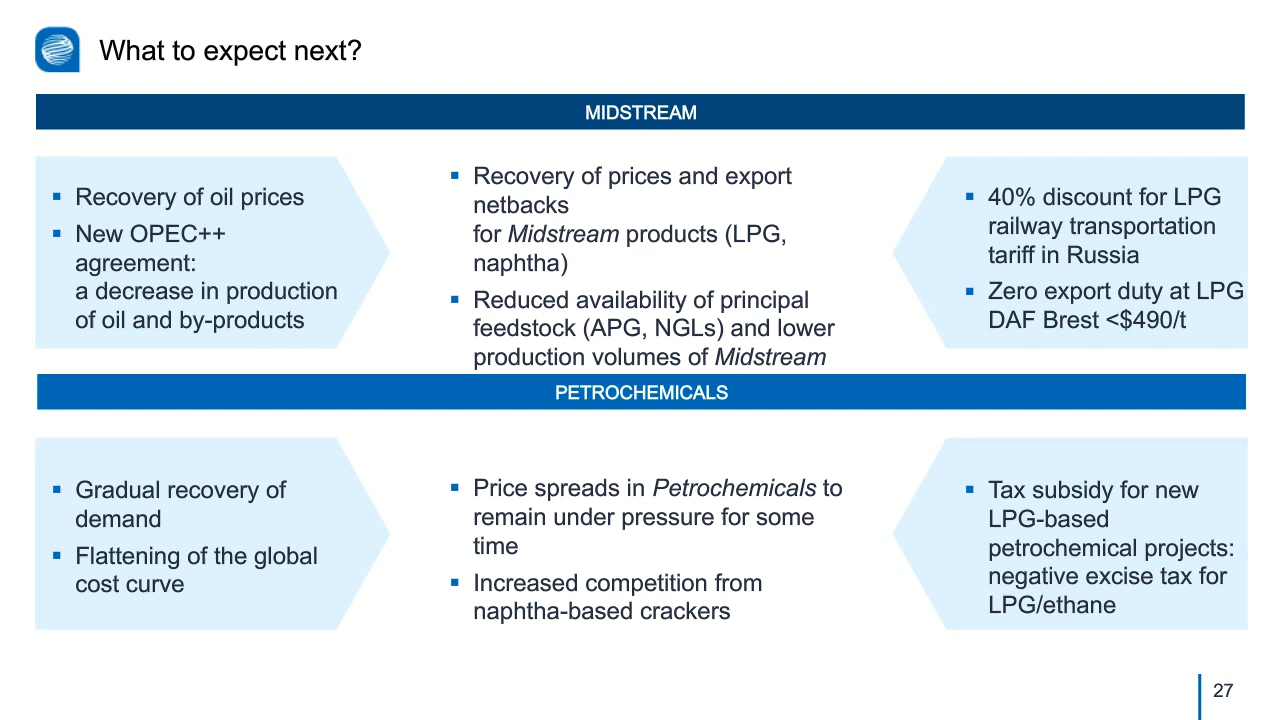 What to expect next?
MIDSTREAM
Recovery of oil prices
New OPEC++
agreement:
a decrease in production
of oil and by-products
Recovery of prices and export
netbacks
for Midstream products (LPG,
naphtha)
Reduced availability of principal
feedstock (APG, NGLs) and lower
production volumes of Midstream
40% discount for LPG
railway transportation
tariff in Russia
Zero export duty at LPG
DAF Brest <$490/t
PETROCHEMICALS
Gradual recovery of
demand
Flattening of the global
cost curve
Price spreads in Petrochemicals to
remain under pressure for some
time
Increased competition from
naphtha-based crackers
Tax subsidy for new
LPG-based
petrochemical projects:
negative excise tax for
LPG/ethane
27